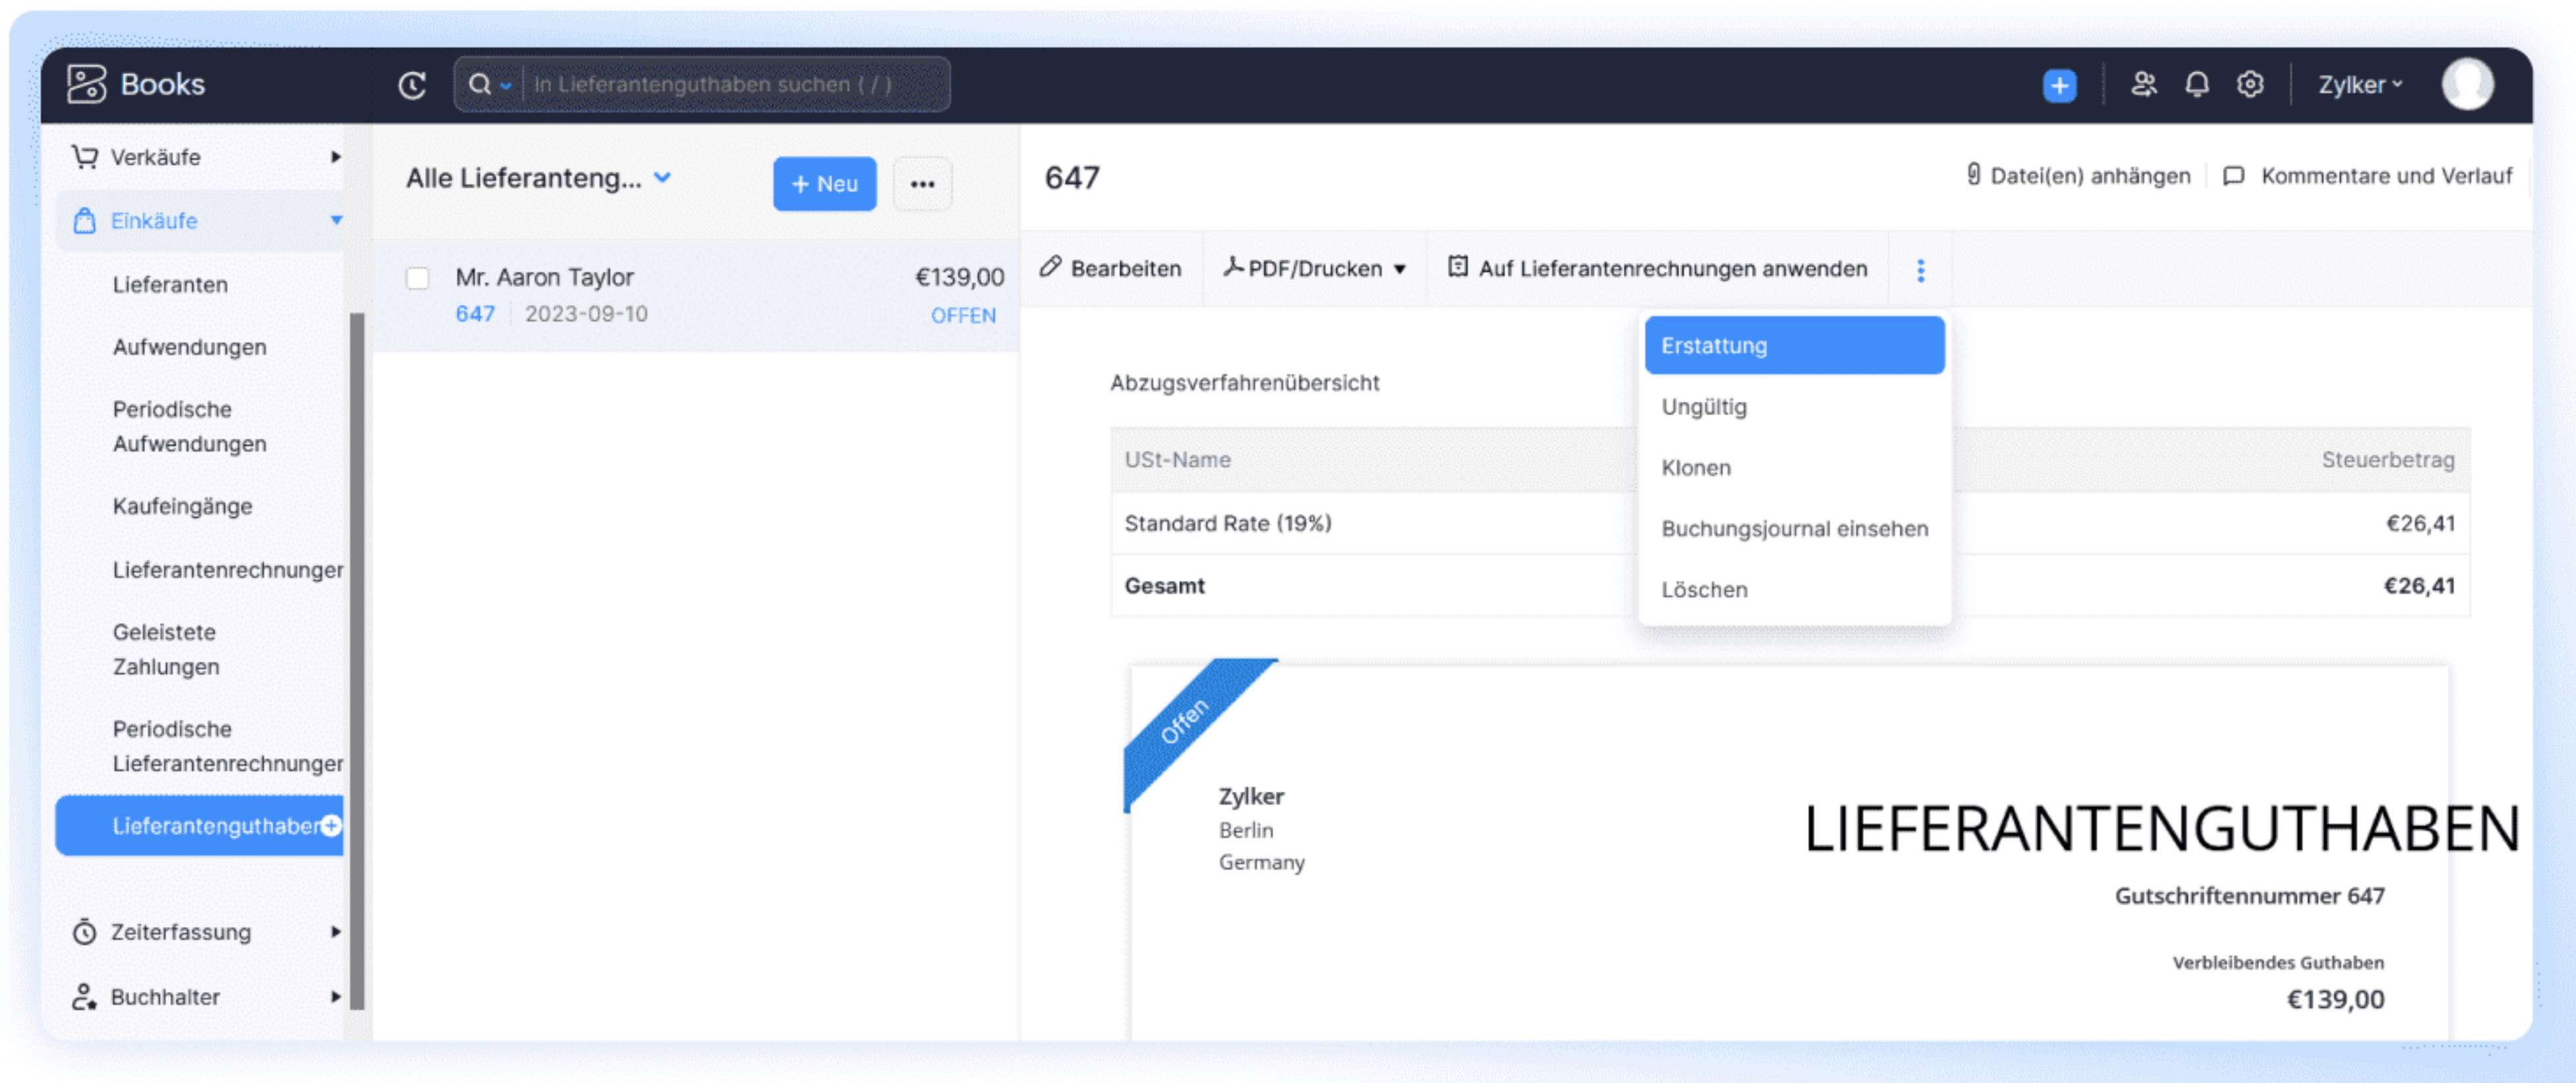 Books
In Lieferantenguthaben suchen ( / )
Zylker
Verkäufe
Einkäufe
Lieferanten
Aufwendungen
Periodische
Aufwendungen
Kaufeingänge
Lieferantenrechnunger
Geleistete
Zahlungen
Periodische
Lieferantenrechnunger
Lieferantenguthaber
Zeiterfassung
Buchhalter
Alle Lieferanteng...
+ Neu
Mr. Aaron Taylor
€139,00
647
2023-09-10
OFFEN
647
Datei(en) anhängen
Kommentare und Verlauf
Bearbeiten
PDF/Drucken
Auf Lieferantenrechnungen anwenden
Erstattung
Ungültig
Klonen
Buchungsjournal einsehen
Löschen
Abzugsverfahrenübersicht
USt-Name
Steuerbetrag
Standard Rate (19%)
€26,41
Gesamt
€26,41
Offen
Zylker
Berlin
Germany
LIEFERANTENGUTHABEN
Gutschriftennummer 647
Verbleibendes Guthaben
€139,00